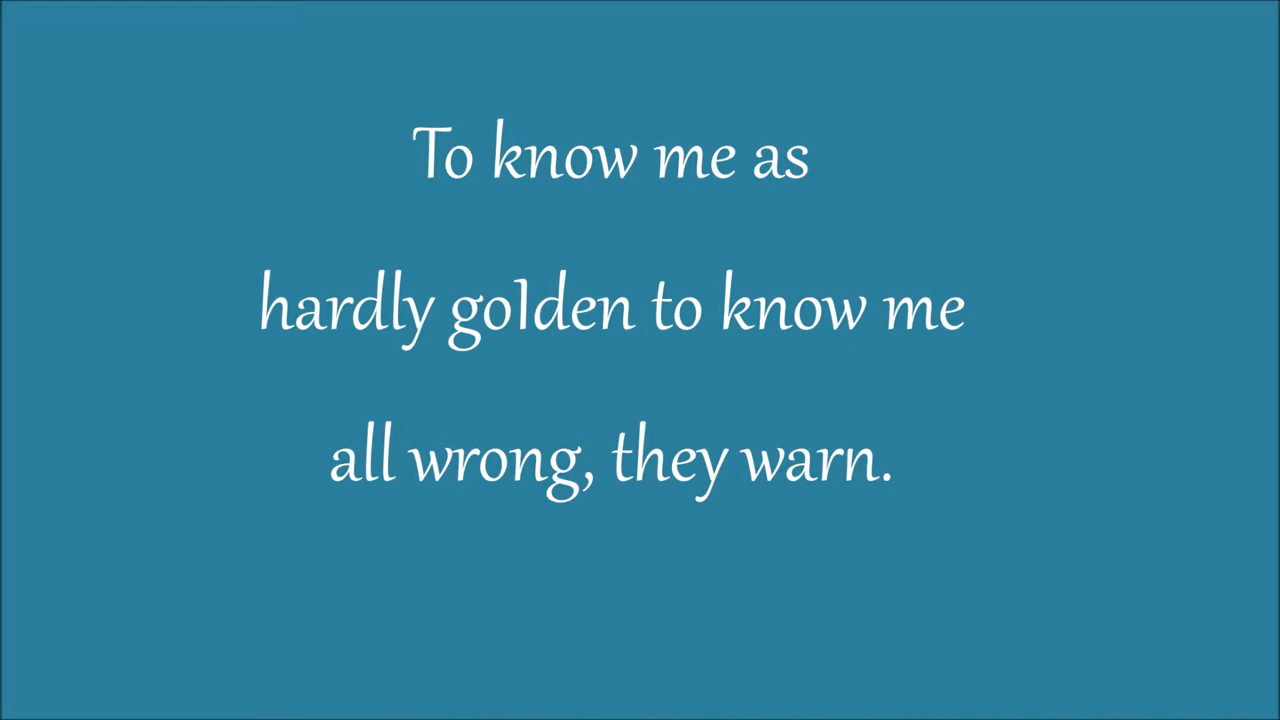 To know me as
hardly golden to know me
all wrong, they warn.